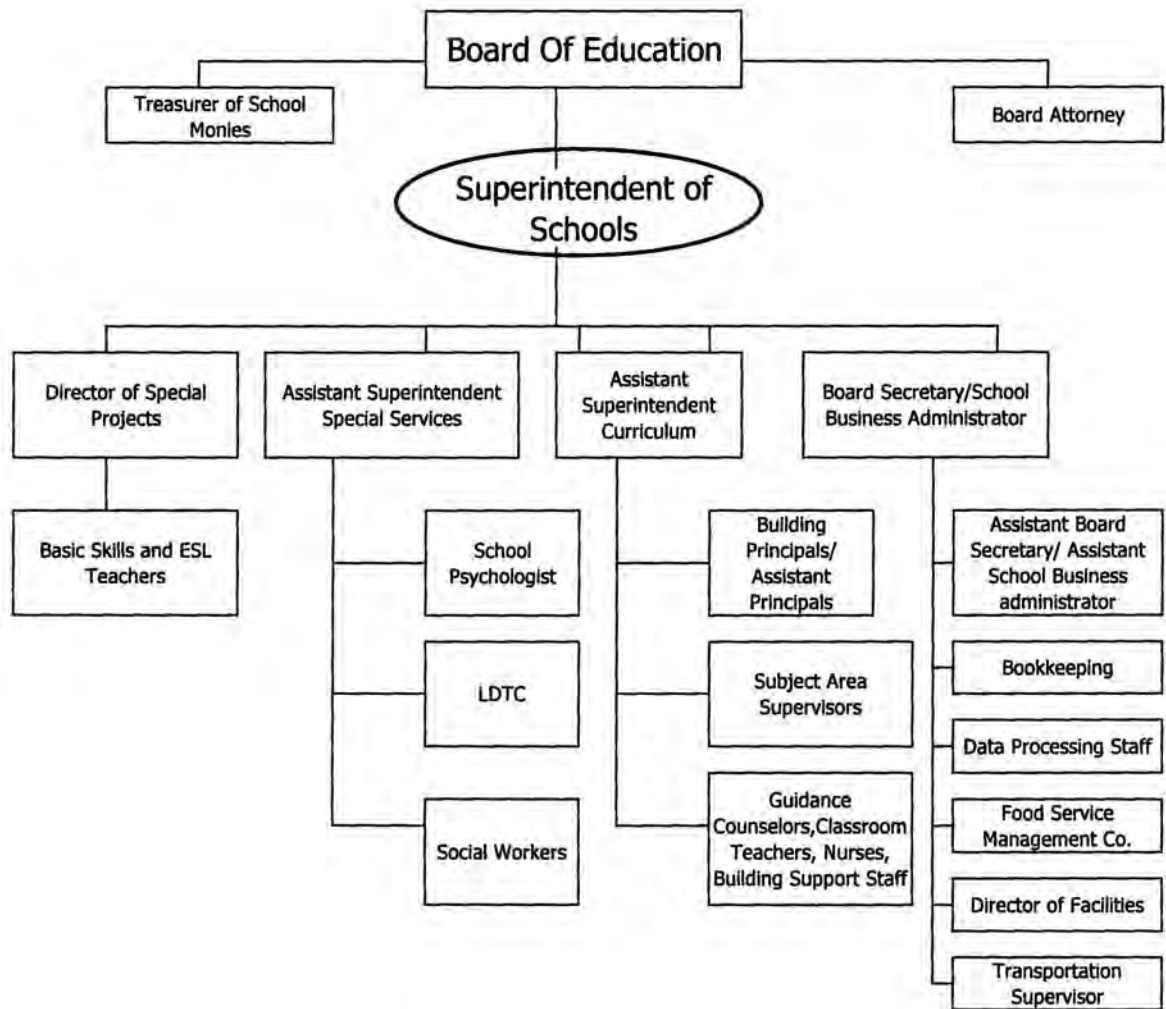 Board Of Education
Treasurer of School
Monies
Board Attorney
Superintendent of
Schools
Director of Special
Projects
Assistant Superintendent
Special Services
Assistant
Superintendent
Curriculum
Board Secretary/School
Business Administrator
Basic Skills and ESL
Teachers
School
Psychologist
LDTC
Social Workers
Building
Principals/
Assistant
Principals
Subject Area
Supervisors
Guidance
Counselors,Classroom
Teachers, Nurses,
Building Support Staff
Assistant Board
Secretary/ Assistant
School Business
administrator
Bookkeeping
Data Processing Staff
Food Service
Management Co.
Director of Facilities
Transportation
Supervisor